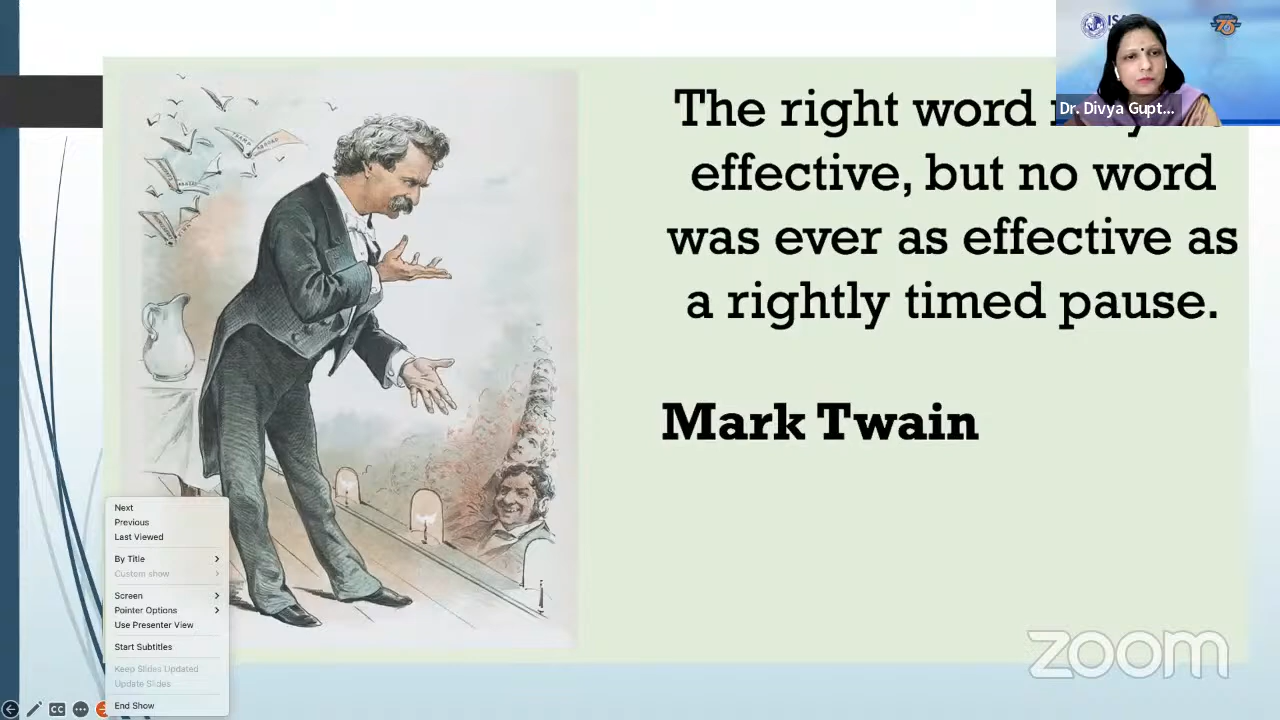 75
Dr. Divya Gupt...
The right word
effective, but no word
was ever as effective as
a rightly timed pause.
Mark Twain
Next
Previous
Last Viewed
By Title
Custom show
Screen
Pointer Options
Use Presenter View
Start Subtitles
Keep Slides Updated
Update Slides
End Show
CC
zoom